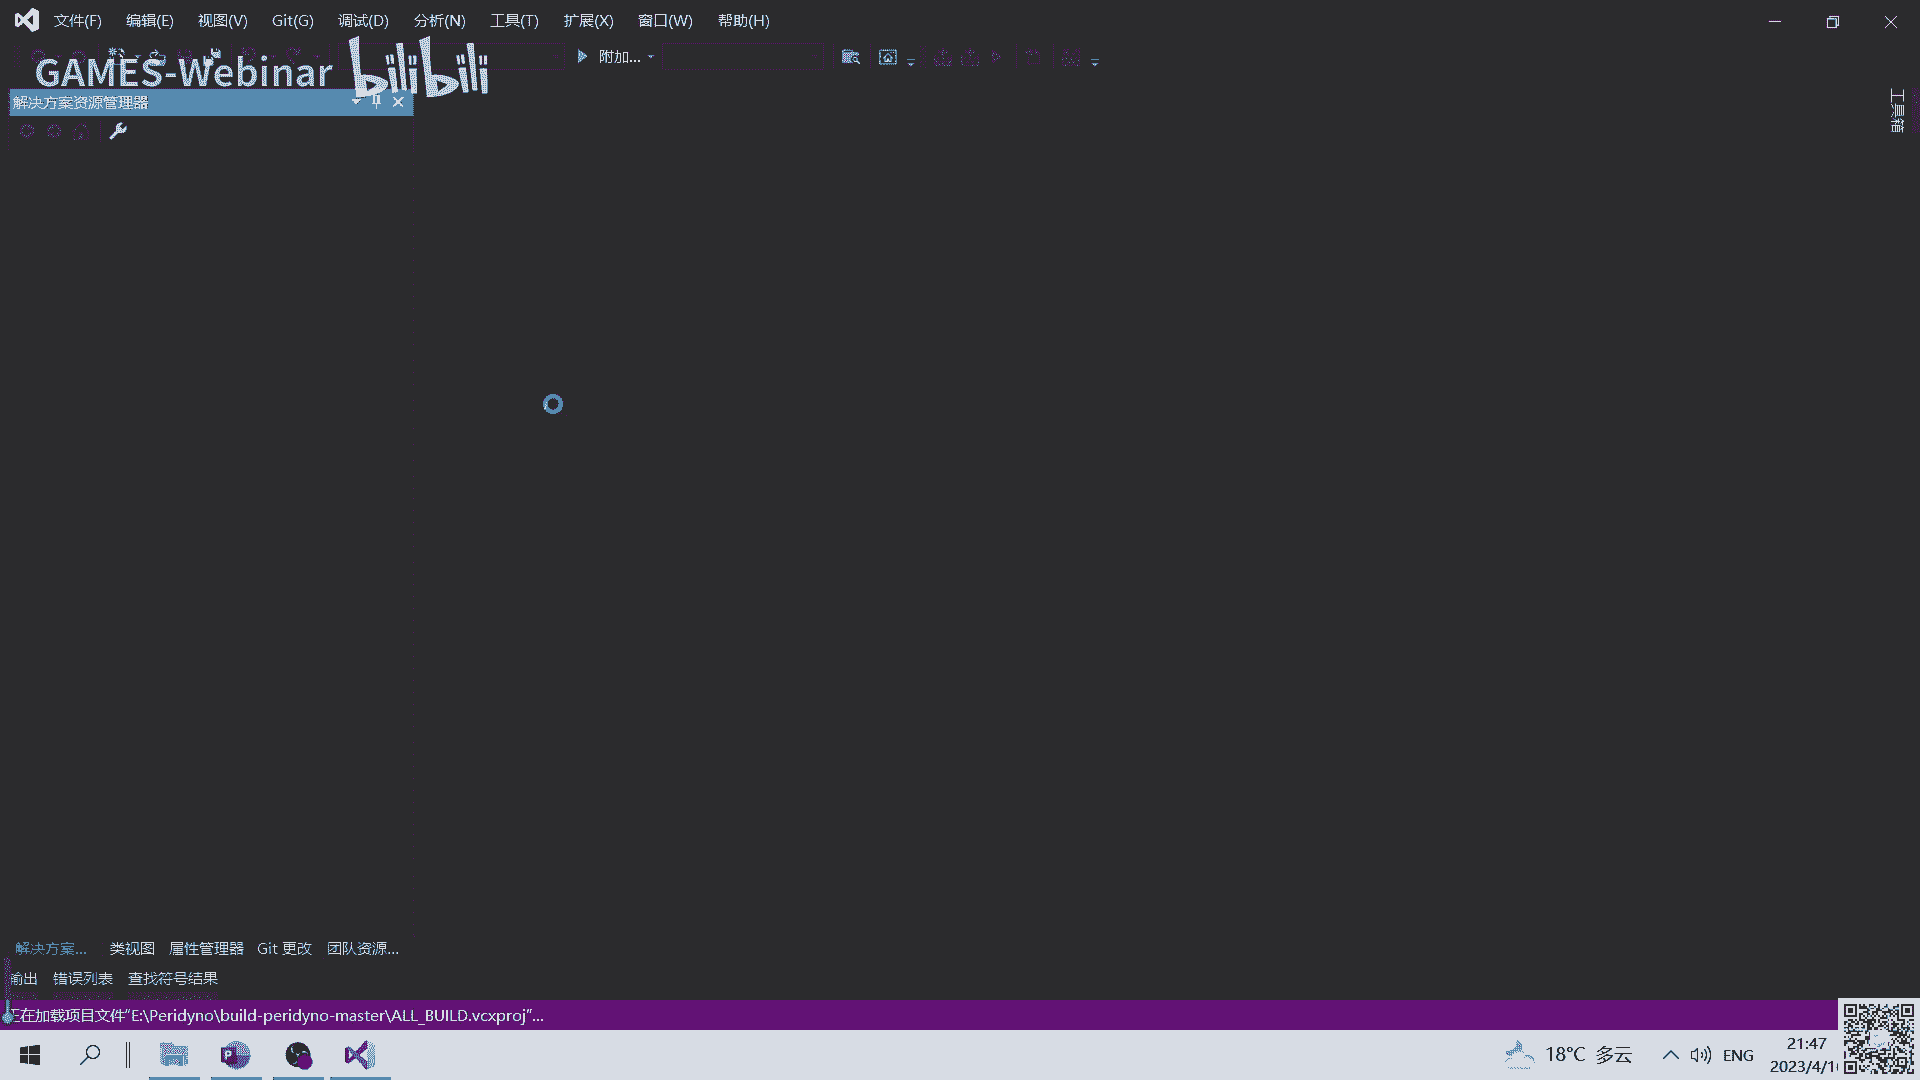 文件(F) 编辑(E) 视图(V) Git(G) 调试(D) 分析(N) 工具(T) 扩展(X) 窗口(W) 帮助(H)
附加...
GAMES-Webinar bilibili
解决方案资源管理器
工具箱
解决方案... 类视图 属性管理器 Git 更改 团队资源...
输出 错误列表 查找符号结果
正在加载项目文件“E:\Peridyno\build-peridyno-master\ALL_BUILD.vcxproj”...
18°C 多云
ENG
21:47
2023/4/1